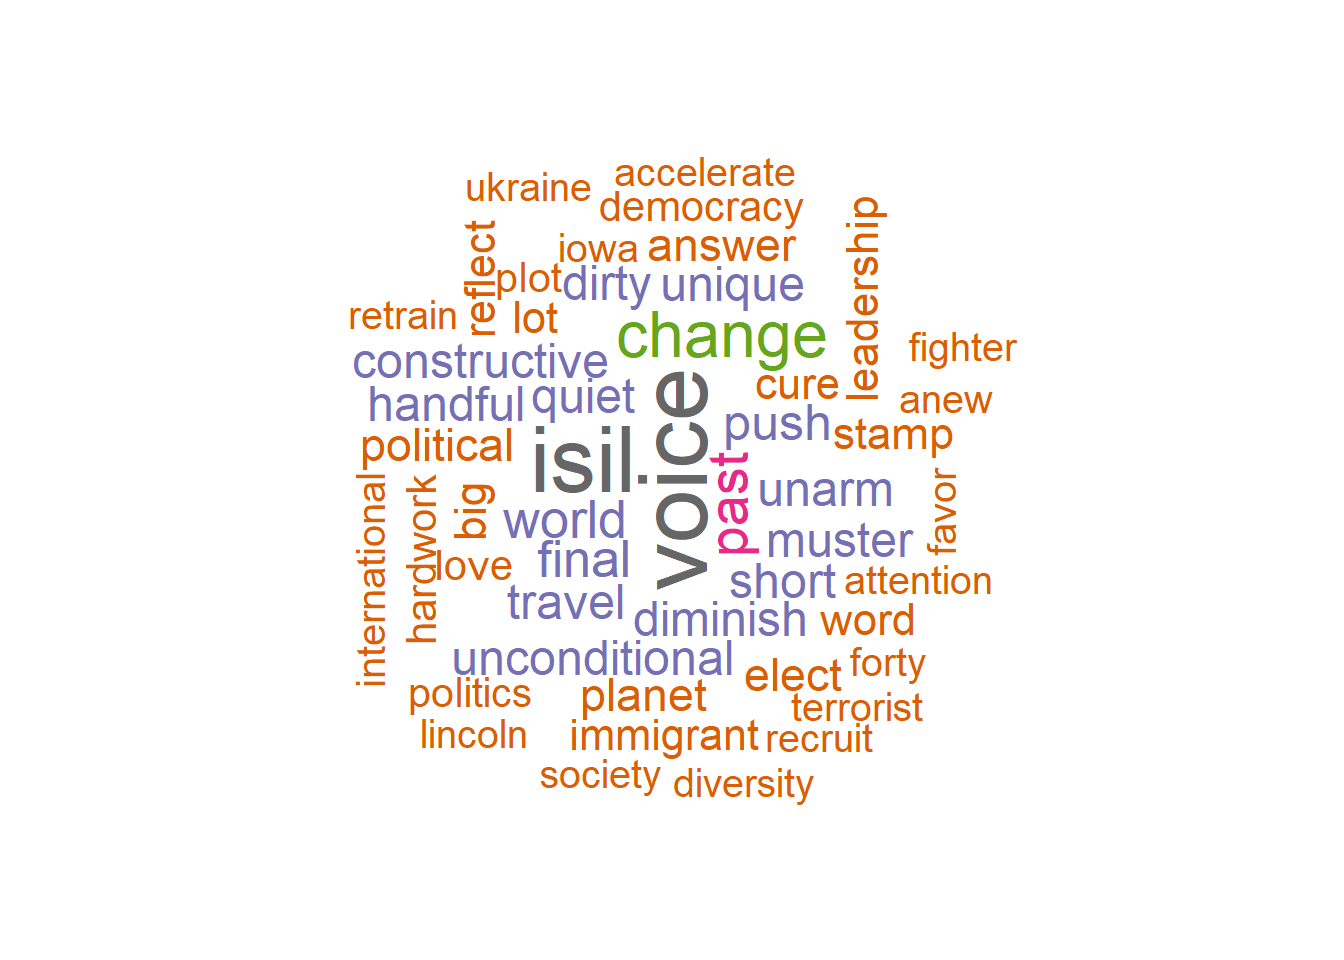 accelerate
ukraine
democracy
leadership
reflect
iowa
answer
plot
dirty
unique
retrain
lot
change
fighter
constructive
cure
quiet
anew
handful
voice
push
stamp
political
isil
past
international
hardwork
big
unarm
favor
world
muster
love
final
short
attention
travel
diminish
word
unconditional
forty
elect
politics
planet
terrorist
lincoln
immigrant
recruit
society
diversity